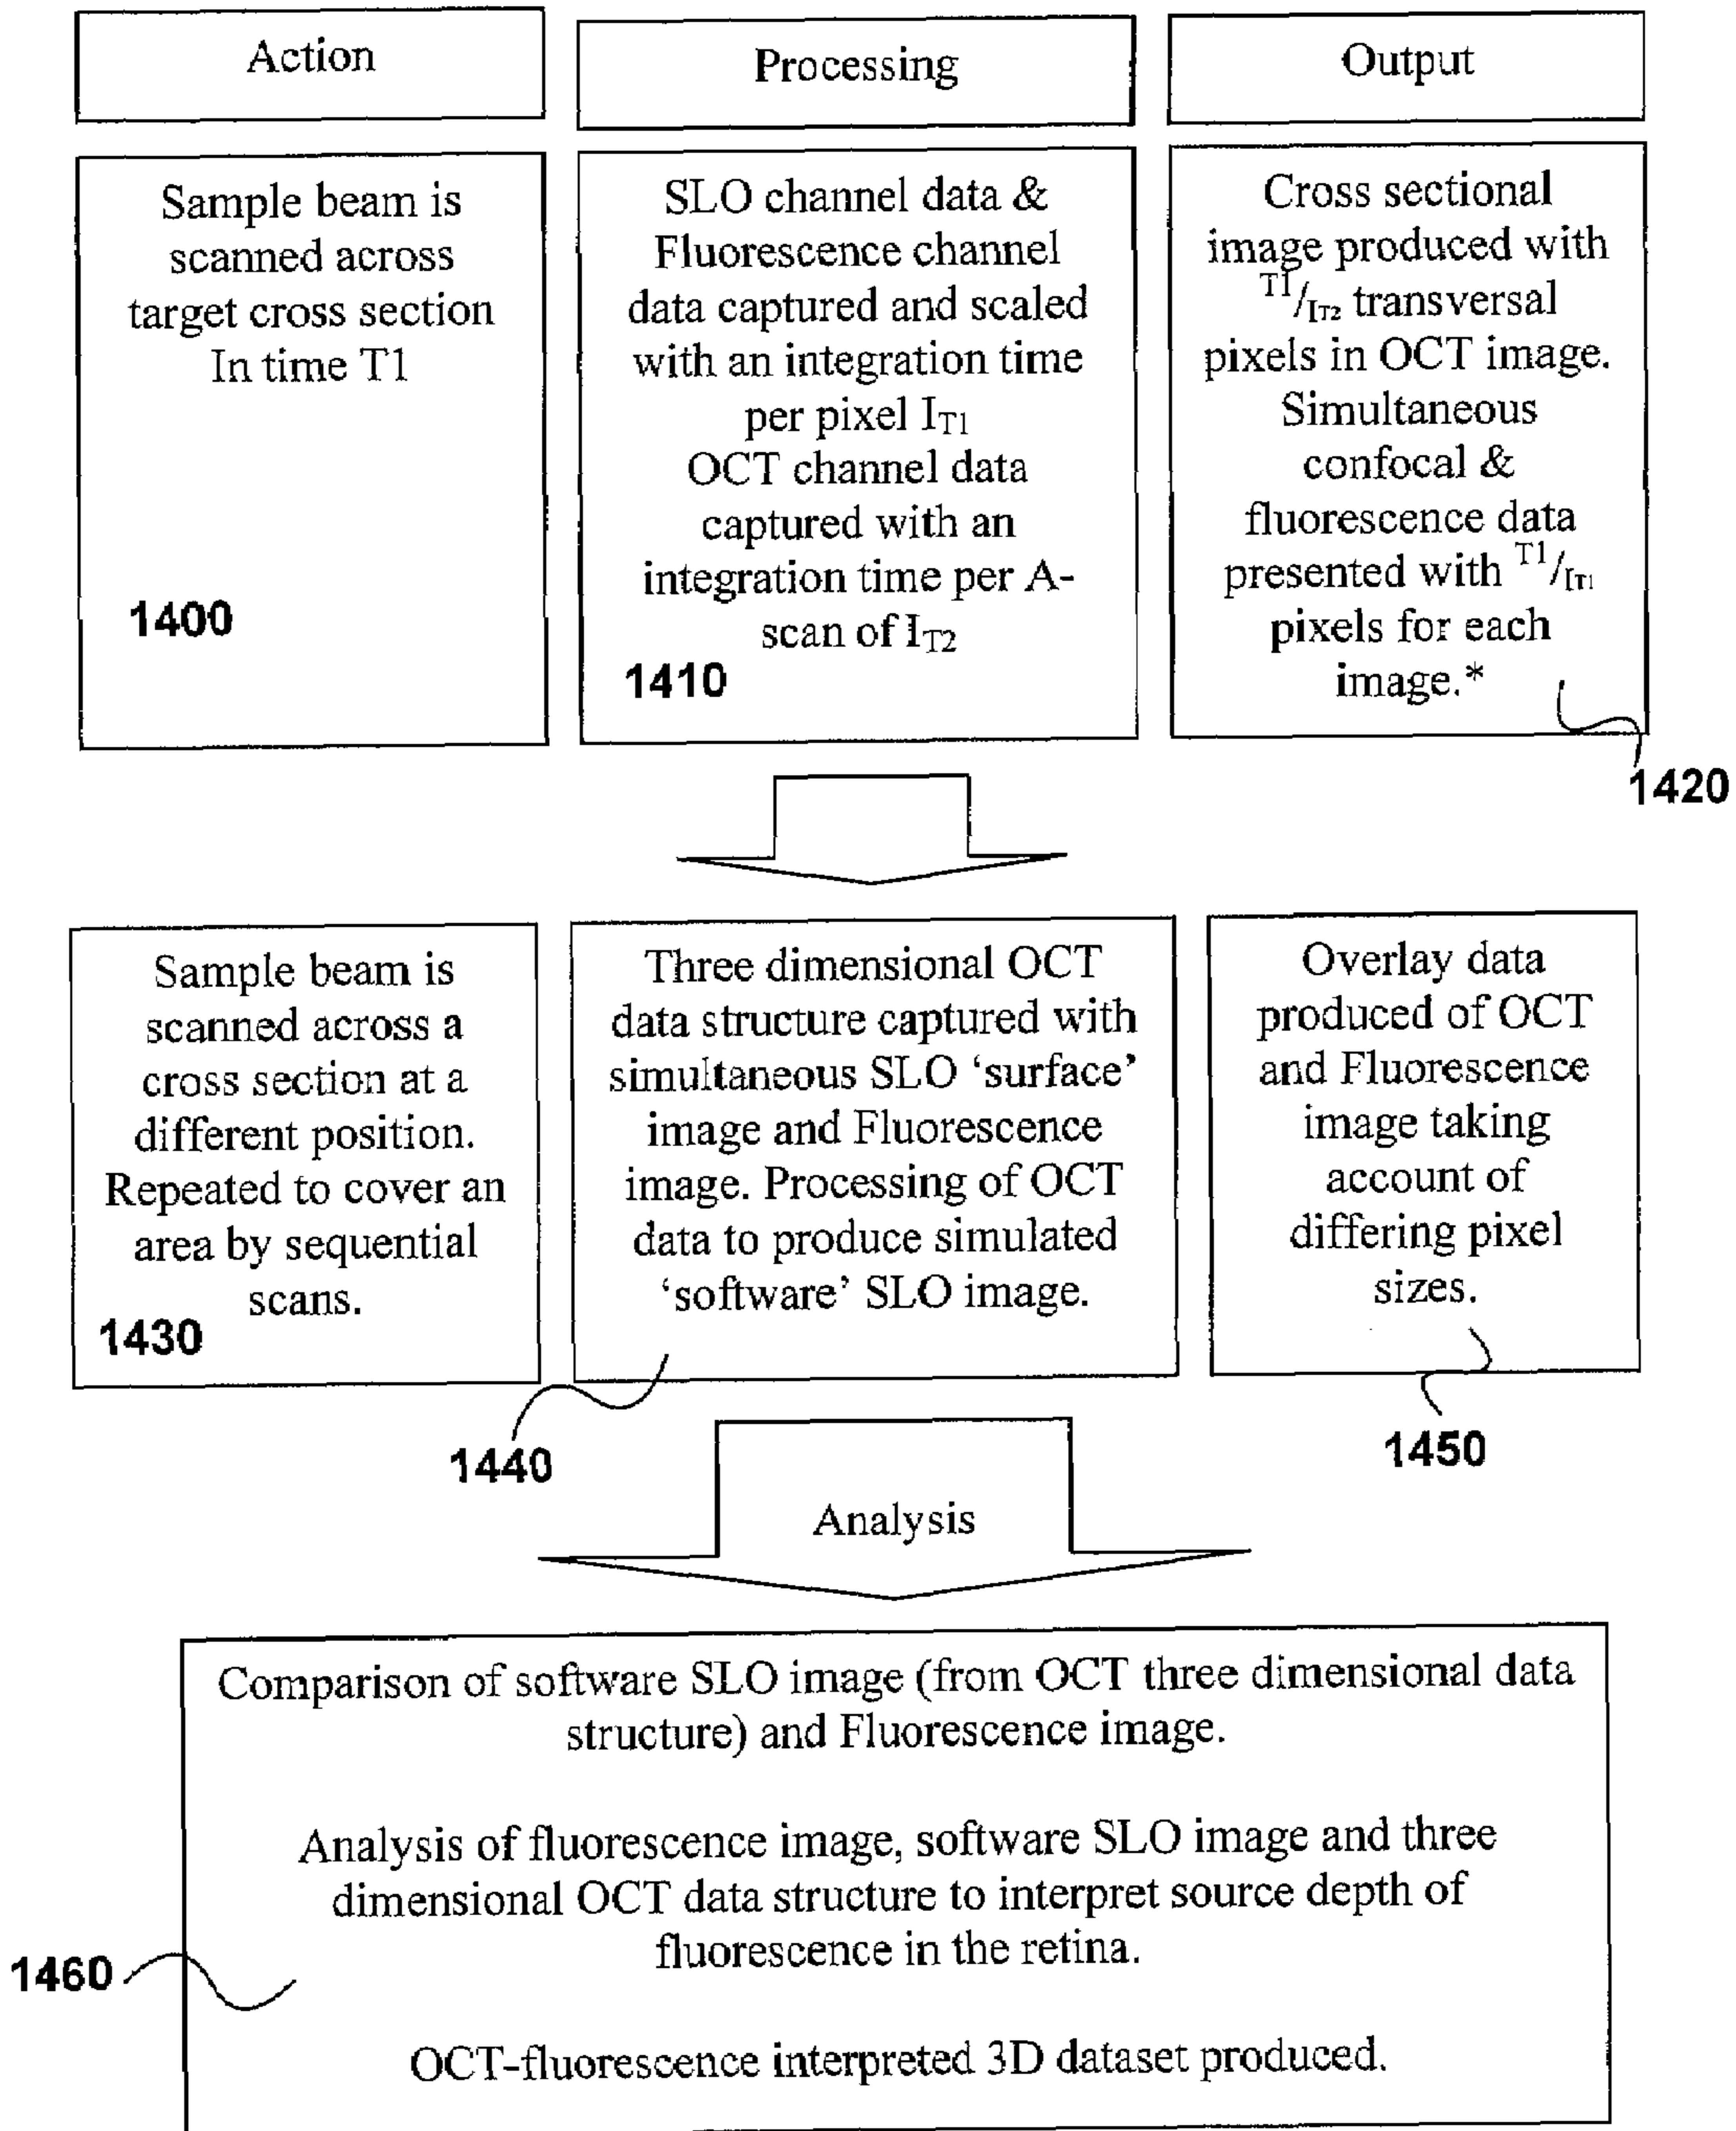 Action
Processing
Output
Sample beam is
scanned across
target cross section
In time T1
1400
SLO channel data &
Fluorescence channel
data captured and scaled
with an integration time
per pixel I_T1
OCT channel data
captured with an
integration time per A-
scan of I_T2
1410
Cross sectional
image produced with
T1/I_T2 transversal
pixels in OCT image.
Simultaneous
confocal &
fluorescence data
presented with T1/I_T1
pixels for each
image.*
1420
Sample beam is
scanned across a
cross section at a
different position.
Repeated to cover an
area by sequential
scans.
1430
Three dimensional OCT
data structure captured with
simultaneous SLO ‘surface’
image and Fluorescence
image. Processing of OCT
data to produce simulated
‘software’ SLO image.
1440
Overlay data
produced of OCT
and Fluorescence
image taking
account of
differing pixel
sizes.
1450
Analysis
Comparison of software SLO image (from OCT three dimensional data
structure) and Fluorescence image.
Analysis of fluorescence image, software SLO image and three
dimensional OCT data structure to interpret source depth of
fluorescence in the retina.
1460
OCT-fluorescence interpreted 3D dataset produced.